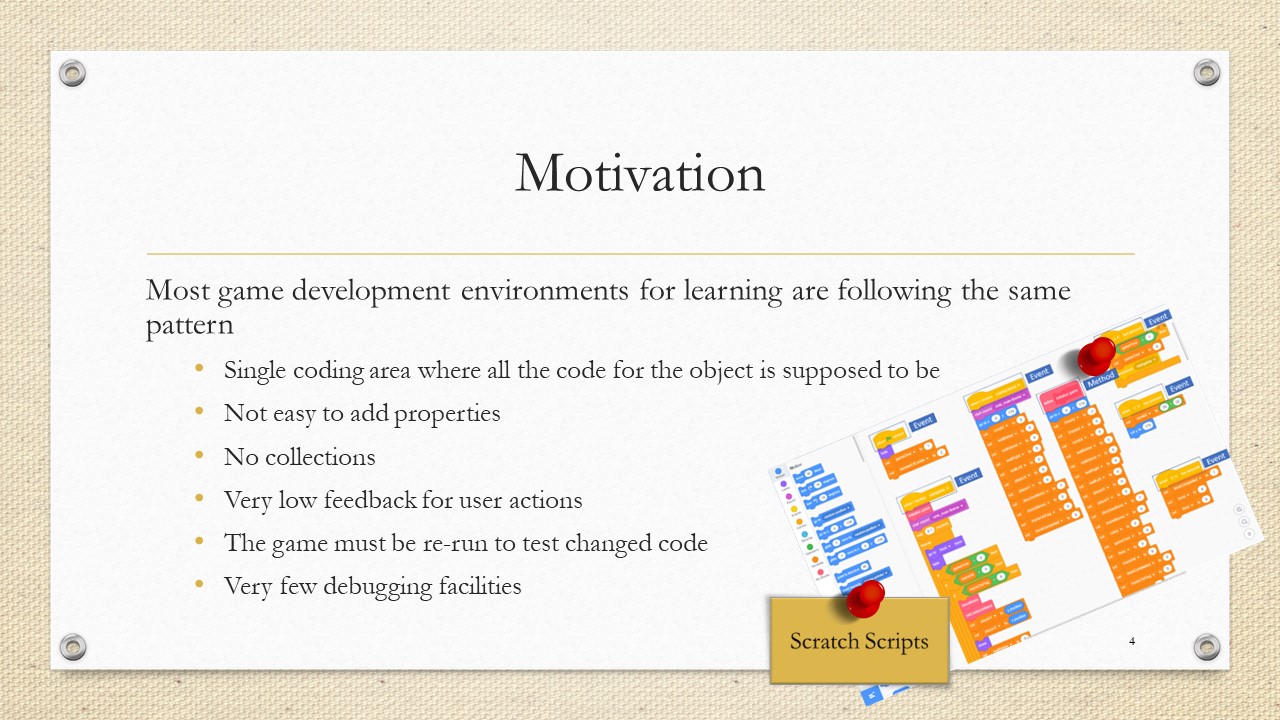 Motivation
Most game development environments for learning are following the same
pattern
• Single coding area where all the code for the object is supposed to be
• Not easy to add properties
• No collections
• Very low feedback for user actions
• The game must be re-run to test changed code
• Very few debugging facilities
Event
Event
Method
Event
Event
Event
Event
Scratch Scripts
4